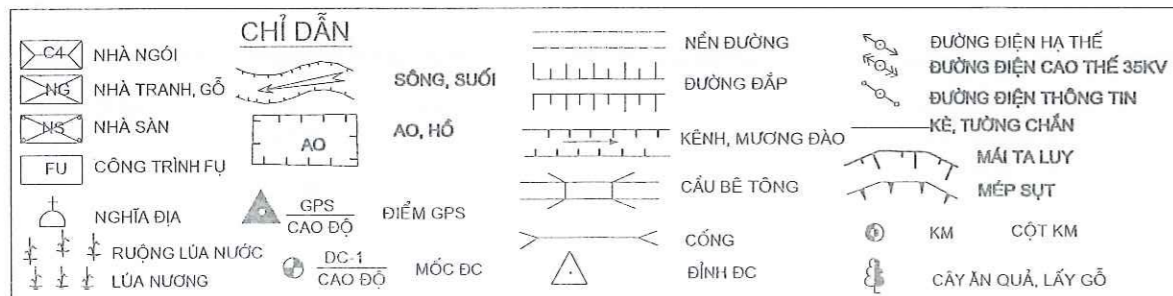 CHỈ DẪN
C4 NHÀ NGÓI
NG NHÀ TRANH, GỖ
NS NHÀ SÀN
FU CÔNG TRÌNH FỤ
NGHĨA ĐỊA
RUỘNG LÚA NƯỚC
LÚA NƯƠNG
SÔNG, SUỐI
AO AO, HỒ
GPS
CAO ĐỘ
ĐIỂM GPS
DC-1
CAO ĐỘ
MỐC ĐC
NỀN ĐƯỜNG
ĐƯỜNG ĐẮP
KÊNH, MƯƠNG ĐÀO
CẦU BÊ TÔNG
CỐNG
ĐỈNH ĐC
ĐƯỜNG ĐIỆN HẠ THẾ
ĐƯỜNG ĐIỆN CAO THẾ 35KV
ĐƯỜNG ĐIỆN THÔNG TIN
KÈ, TƯỜNG CHẮN
MÁI TA LUY
MÉP SỤT
KM CỘT KM
CÂY ĂN QUẢ, LẤY GỖ